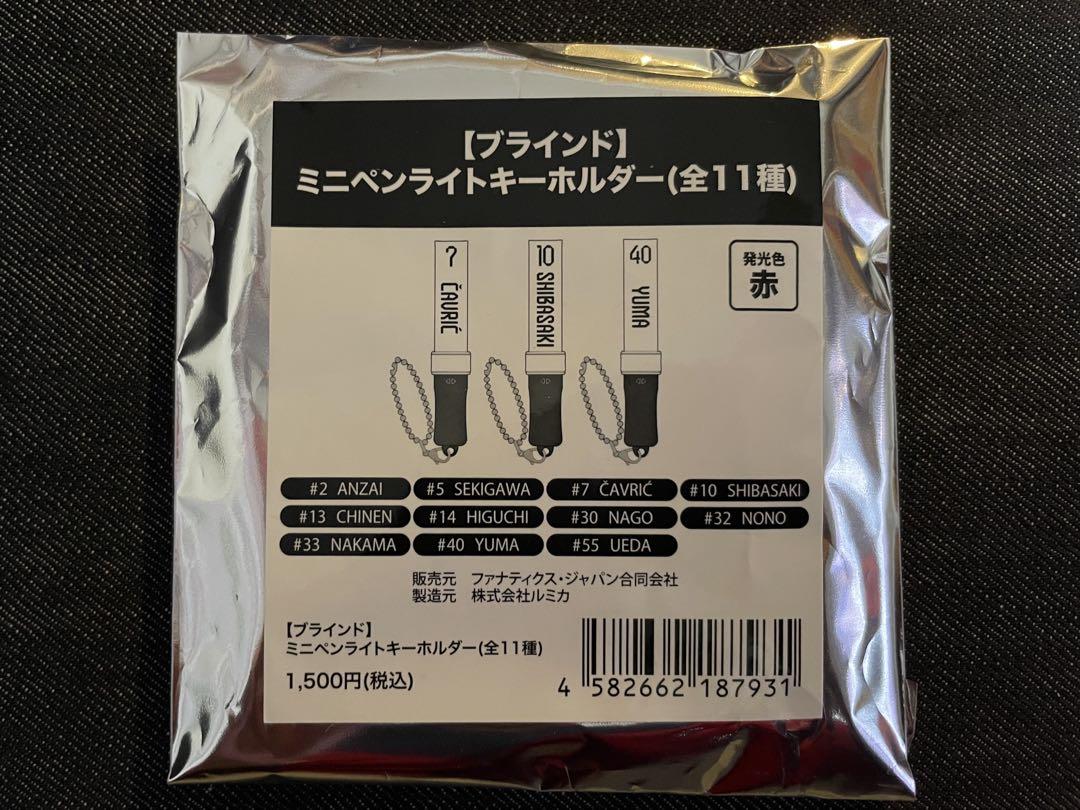 【ブラインド】
ミニペンライトキーホルダー(全11種)
7 ČAVRIĆ
10 SHIBASAKI
40 YUMA
発光色
赤
#2 ANZAI #5 SEKIGAWA #7 ČAVRIĆ #10 SHIBASAKI
#13 CHINEN #14 HIGUCHI #30 NAGO #32 NONO
#33 NAKAMA #40 YUMA #55 UEDA
販売元 ファナティクス・ジャパン合同会社
製造元 株式会社ルミカ
【ブラインド】
ミニペンライトキーホルダー(全11種)
1,500円(税込)
4 582662 187931